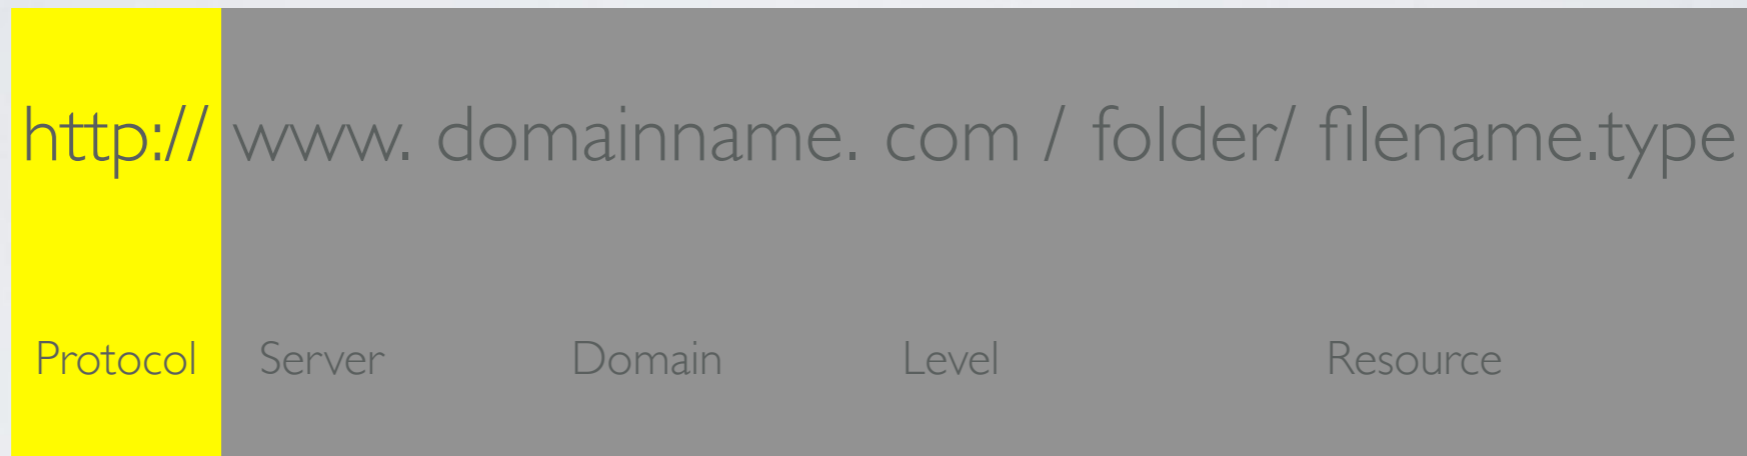 http:// www. domainname. com / folder/ filename.type
Protocol Server Domain Level Resource